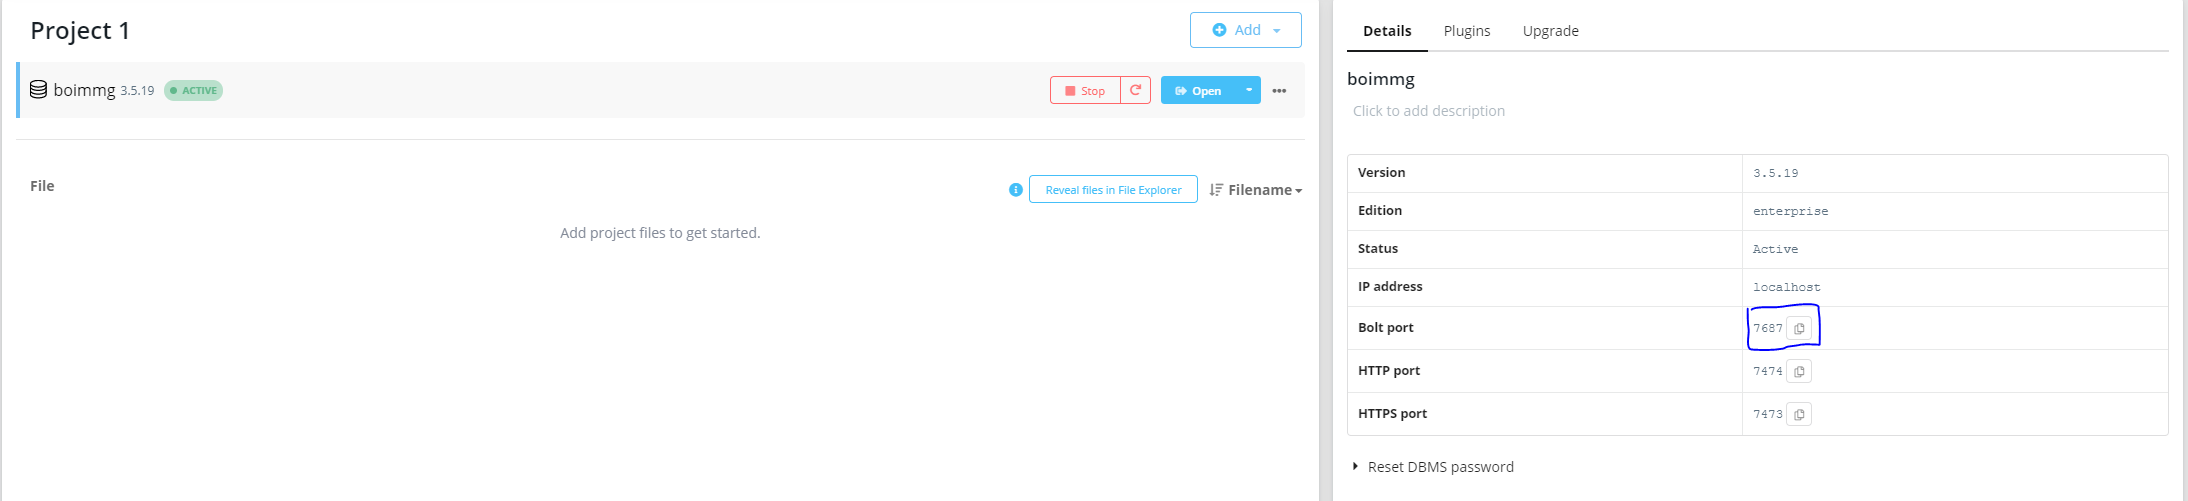 Project 1
Add
boimmg 3.5.19 ACTIVE
Stop
Open
File
Reveal files in File Explorer
Filename
Add project files to get started.
Details Plugins Upgrade
boimmg
Click to add description
Version 3.5.19
Edition enterprise
Status Active
IP address localhost
Bolt port 7687
HTTP port 7474
HTTPS port 7473
Reset DBMS password